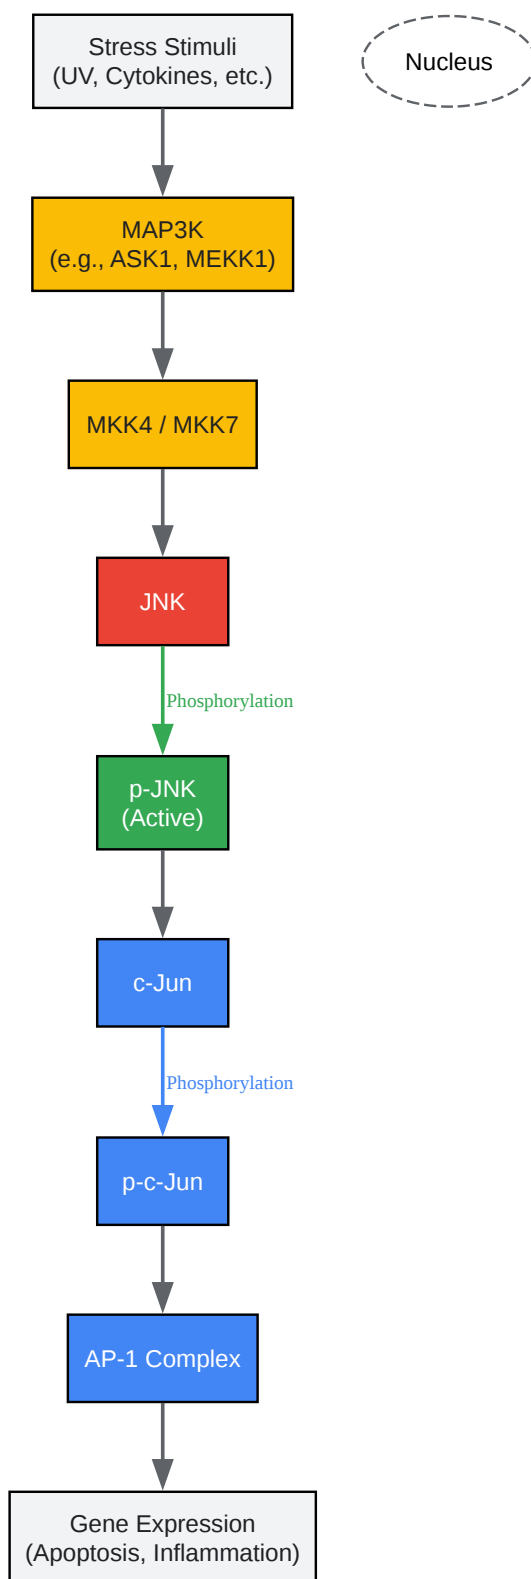 Stress Stimuli
(UV, Cytokines, etc.)
Nucleus
MAP3K
(e.g., ASK1, MEKK1)
MKK4 / MKK7
JNK
Phosphorylation
p-JNK
(Active)
c-Jun
Phosphorylation
p-c-Jun
AP-1 Complex
Gene Expression
(Apoptosis, Inflammation)